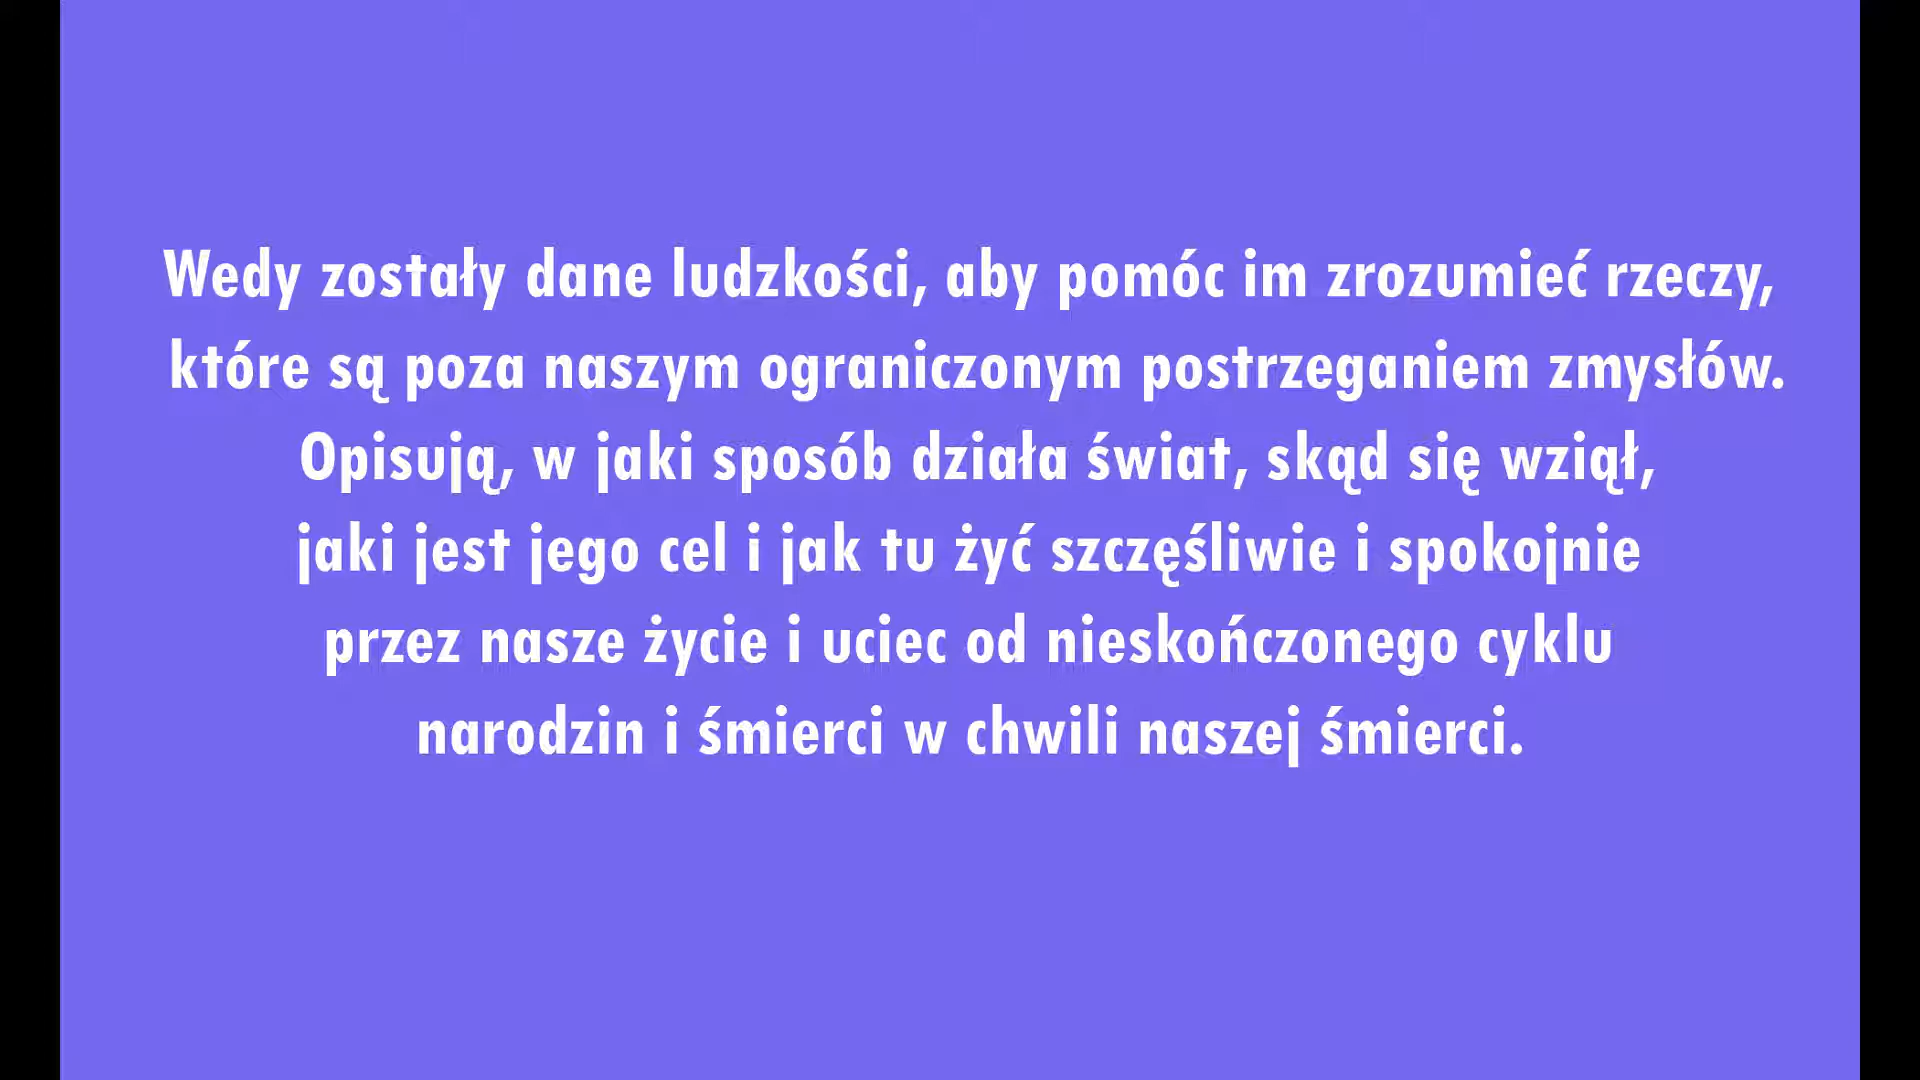 Wedy zostały dane ludzkości, aby pomóc im zrozumieć rzeczy,
które są poza naszym ograniczonym postrzeganiem zmysłów.
Opisują, w jaki sposób działa świat, skąd się wziął,
jaki jest jego cel i jak tu żyć szczęśliwie i spokojnie
przez nasze życie i uciec od nieskończonego cyklu
narodzin i śmierci w chwili naszej śmierci.